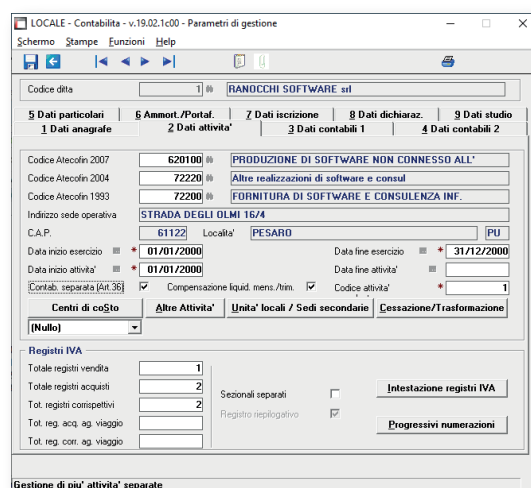 LOCALE - Contabilita - v.19.02.1c00 - Parametri di gestione
Schermo Stampe Funzioni Help
Codice ditta 1 RANOCCHI SOFTWARE srl
5 Dati particolari 6 Ammort./Portaf. 7 Dati iscrizione 8 Dichiaraz. 9 Dati studio
1 Dati anagrafe 2 Dati attivita' 3 Dati contabili 1 4 Dati contabili 2
Codice Atecofin 2007 620100 PRODUZIONE DI SOFTWARE NON CONNESSO ALL'
Codice Atecofin 2004 72220 Altre realizzazioni di software e consul
Codice Atecofin 1993 72200 FORNITURA DI SOFTWARE E CONSULENZA INF.
Indirizzo sede operativa STRADA DEGLI OLMI 16/4
C.A.P. 61122 Localita' PESARO PU
Data inizio esercizio * 01/01/2000 Data fine esercizio * 31/12/2000
Data inizio attivita' * 01/01/2000 Data fine attivita'
Contab. separata (Art.36) Compensazione liquid. mens./trim. Codice attivita' * 1
Centri di coSto Altre Attivita' Unita' locali / Sedi secondarie Cessazione/Trasformazione
(Nullo)
Registri IVA
Totale registri vendita 1
Totale registri acquisti 2
Tot. registri corrispettivi 2
Tot. reg. acq. ag. viaggio
Tot. reg. corr. ag. viaggio
Sezionali separati
Registro riepilogativo
Intestazione registri IVA
Progressivi numerazioni
Gestione di piu' attivita' separate